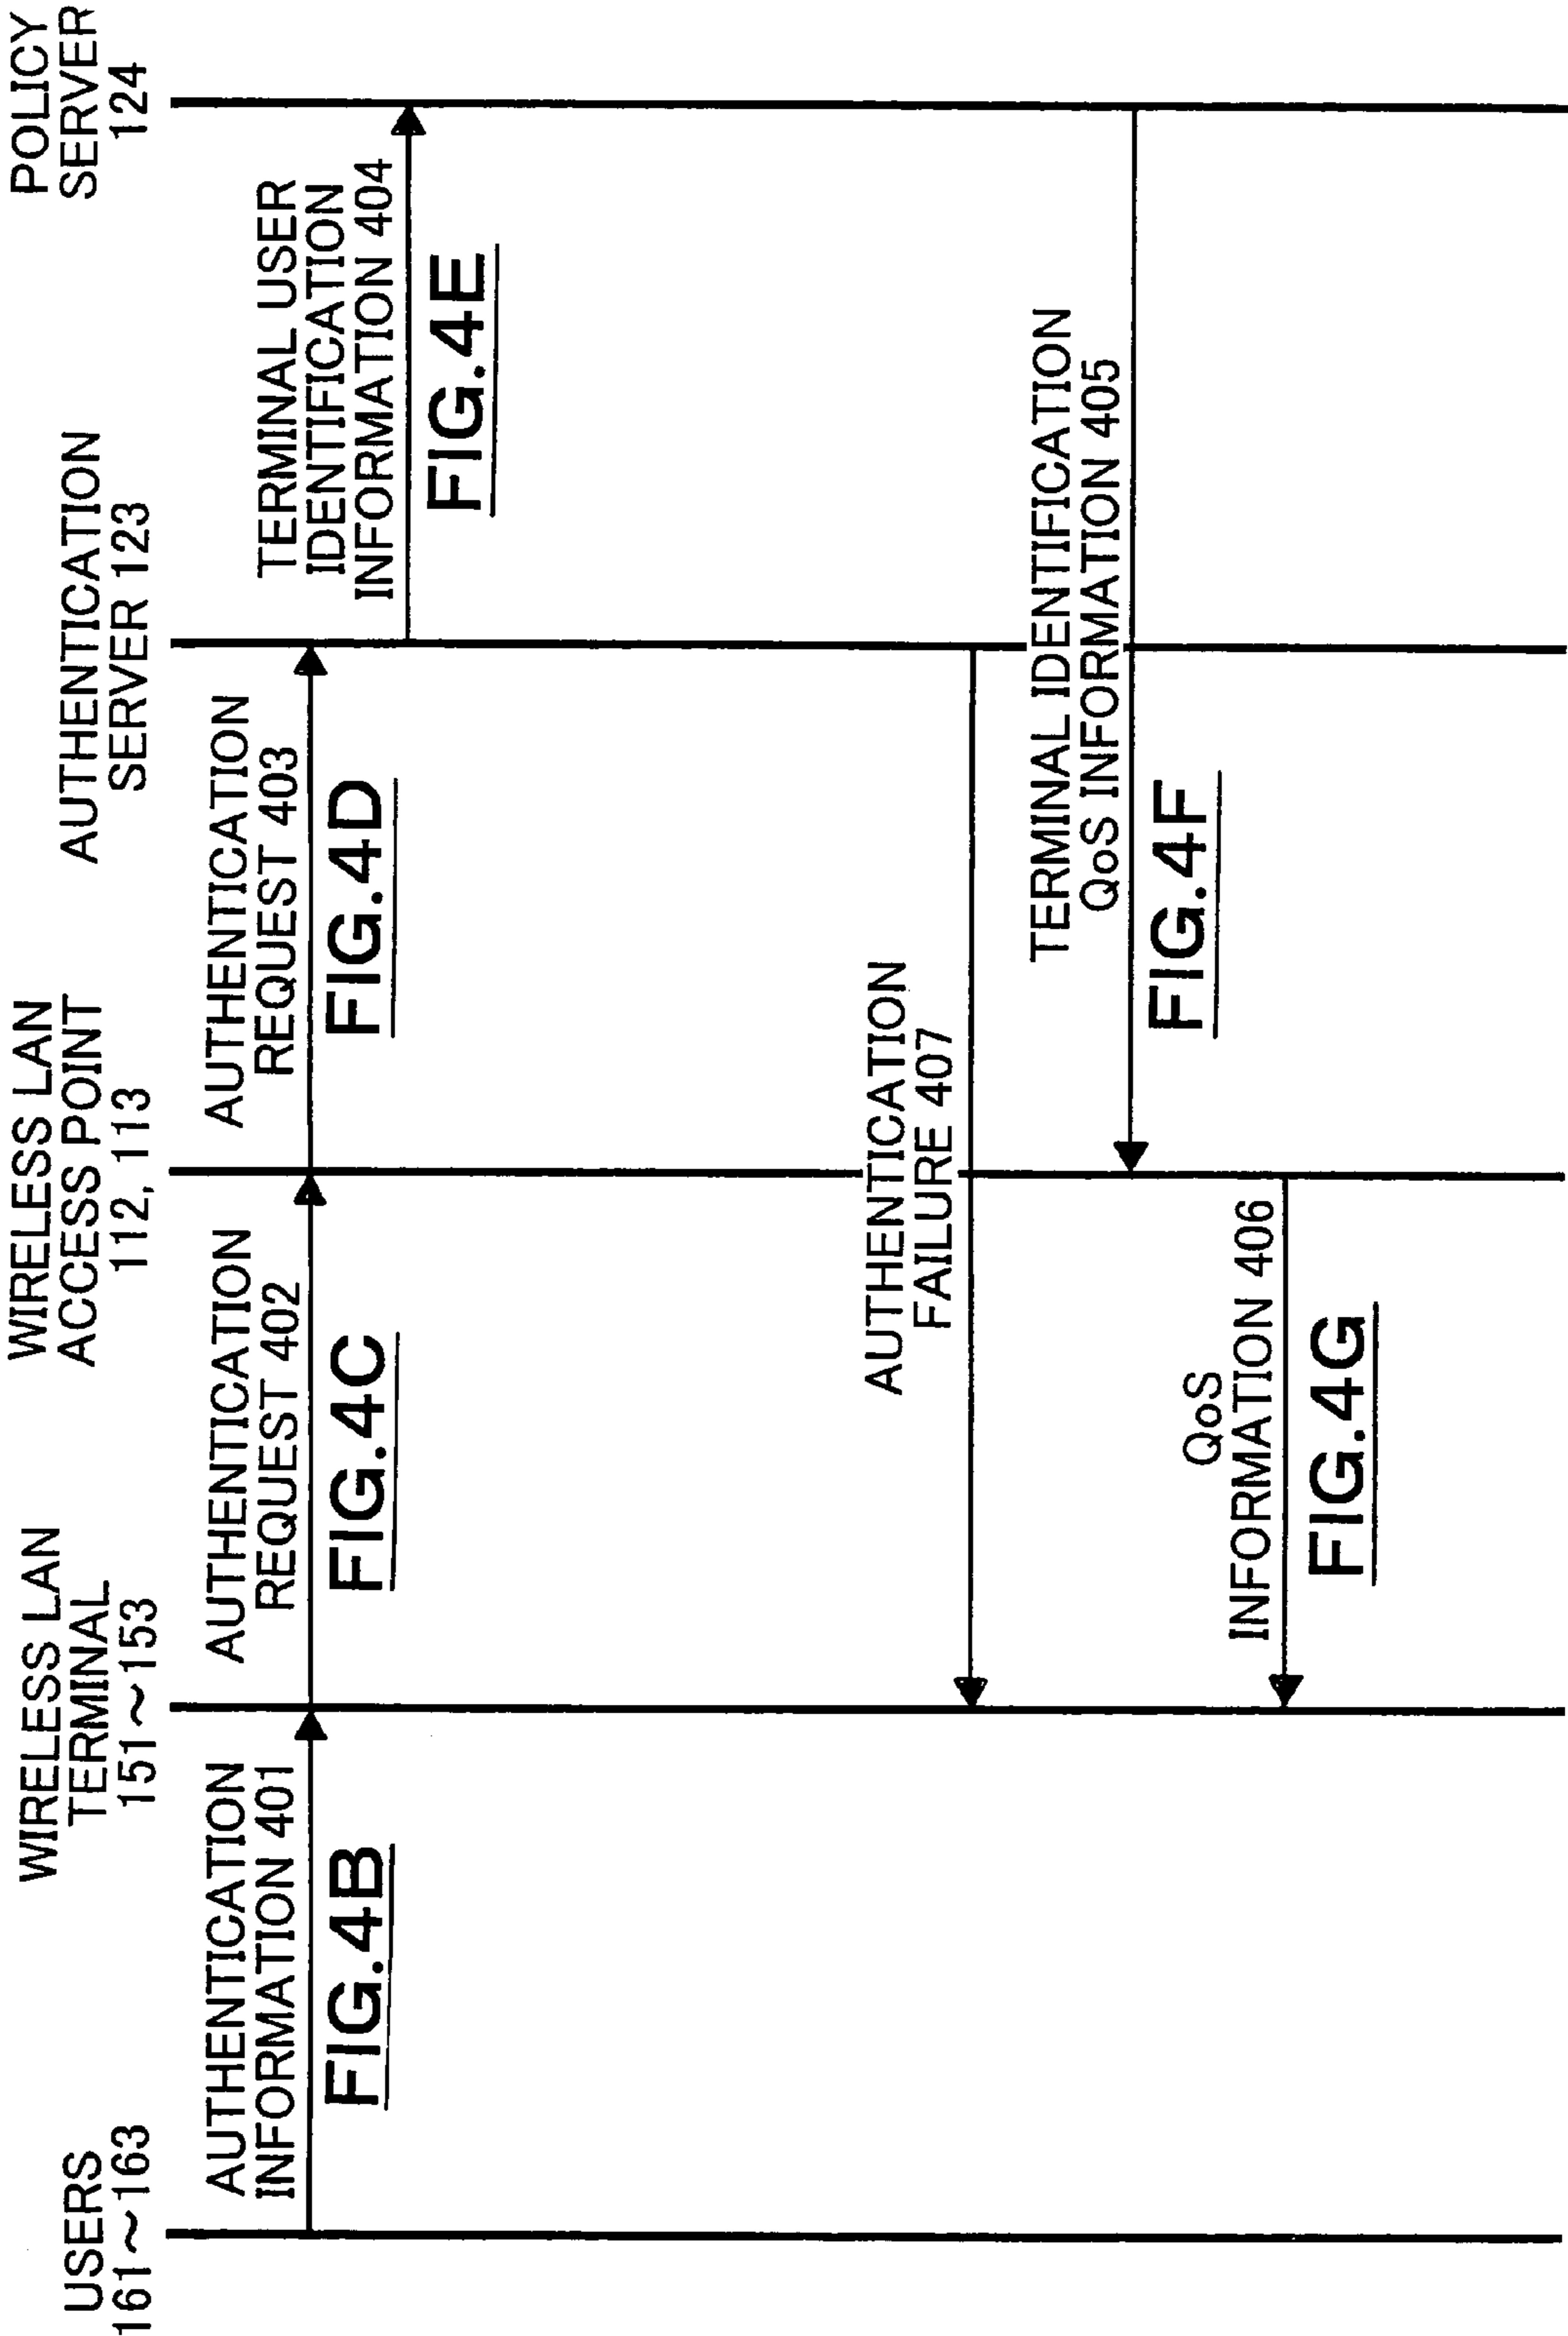 USERS
161~163
WIRELESS LAN
TERMINAL
151~153
WIRELESS LAN
ACCESS POINT
112, 113
AUTHENTICATION
SERVER 123
POLICY
SERVER
124
AUTHENTICATION
INFORMATION 401
FIG.4B
AUTHENTICATION
REQUEST 402
FIG.4C
AUTHENTICATION
REQUEST 403
FIG.4D
TERMINAL USER
IDENTIFICATION
INFORMATION 404
FIG.4E
AUTHENTICATION
FAILURE 407
TERMINAL IDENTIFICATION
QoS INFORMATION 405
FIG.4F
QoS
INFORMATION 406
FIG.4G